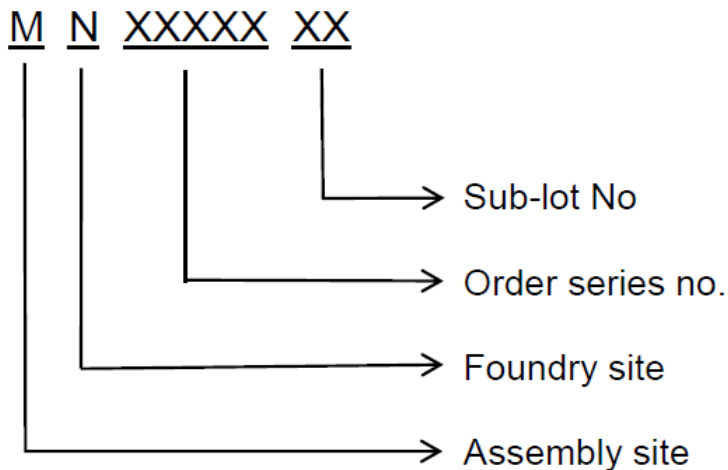 M N XXXXX XX
Sub-lot No
Order series no.
Foundry site
Assembly site